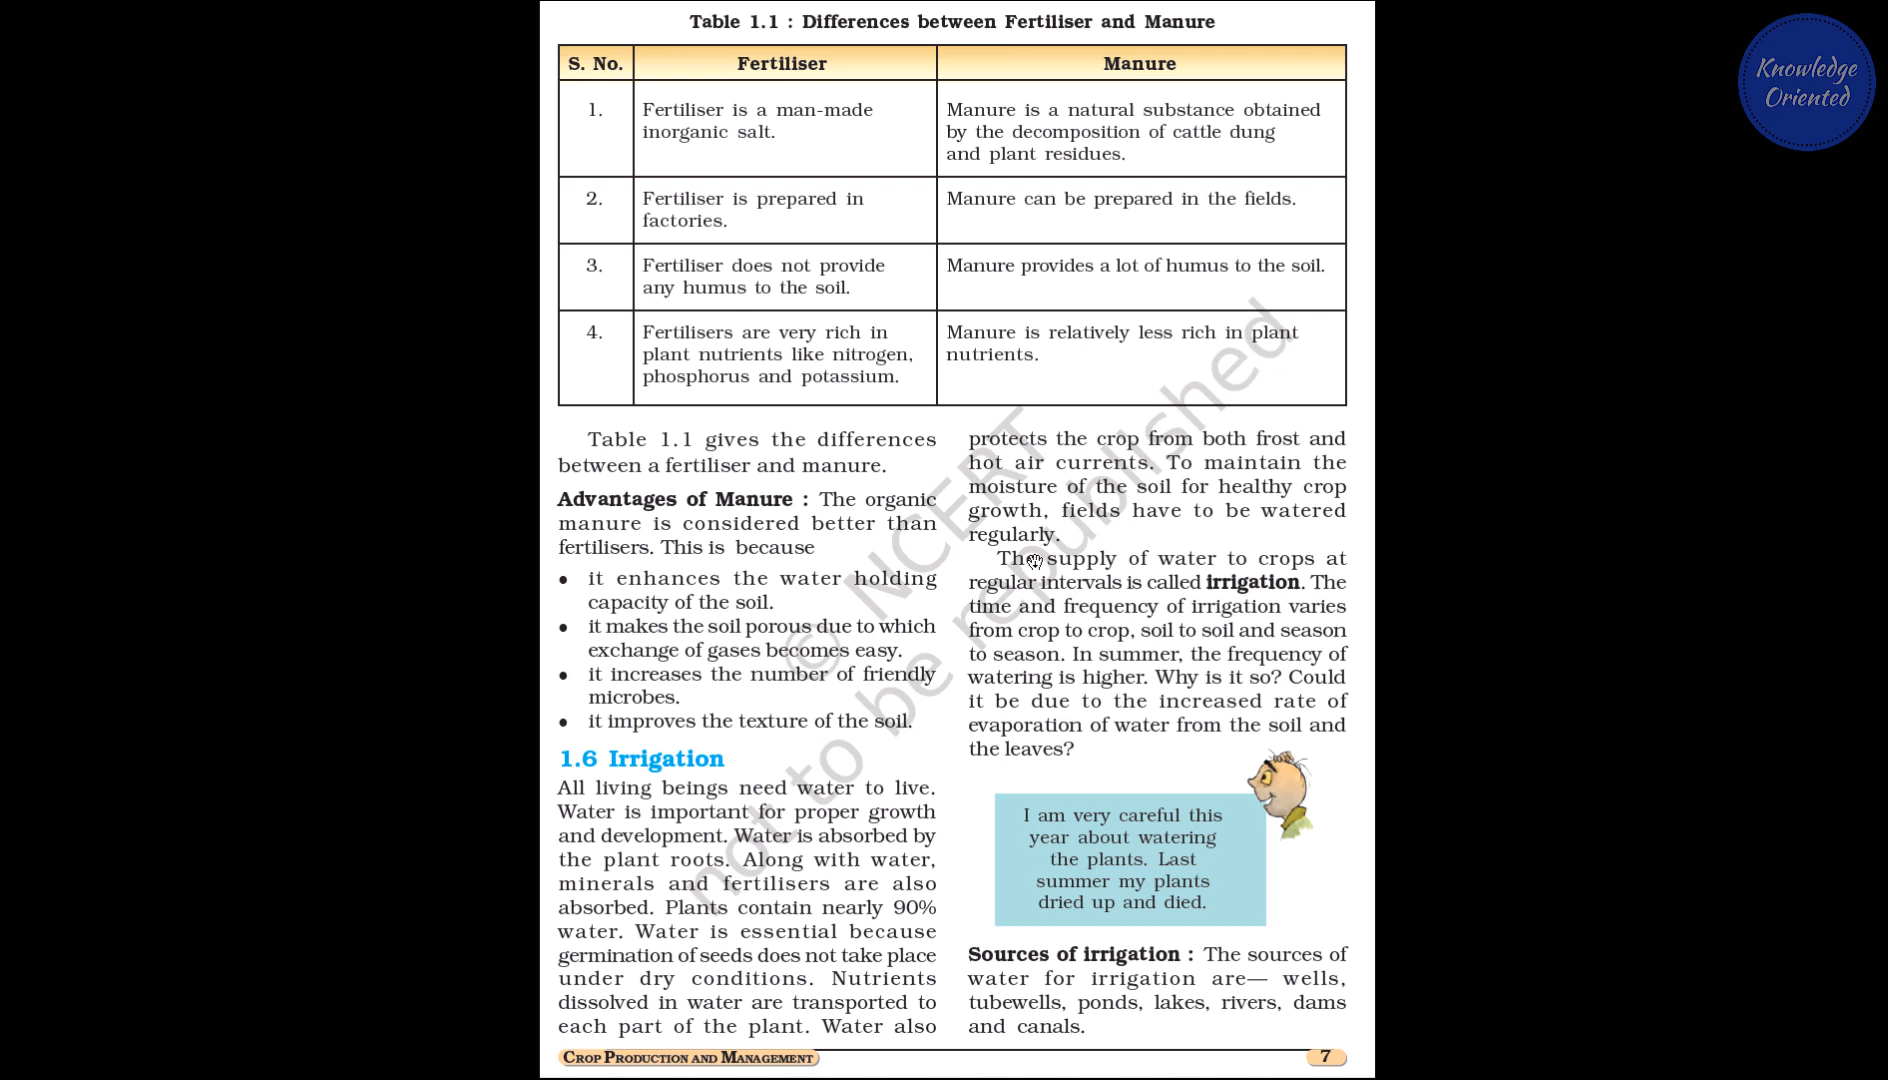 Table 1.1 : Differences between Fertiliser and Manure
S. No.
Fertiliser
Manure
1.
Fertiliser is a man-made
inorganic salt.
Manure is a natural substance obtained
by the decomposition of cattle dung
and plant residues.
2.
Fertiliser is prepared in
factories.
Manure can be prepared in the fields.
3.
Fertiliser does not provide
any humus to the soil.
Manure provides a lot of humus to the soil.
4.
Fertilisers are very rich in
plant nutrients like nitrogen,
phosphorus and potassium.
Manure is relatively less rich in plant
nutrients.
Table 1.1 gives the differences
between a fertiliser and manure.
Advantages of Manure : The organic
manure is considered better than
fertilisers. This is because
• it enhances the water holding
capacity of the soil.
• it makes the soil porous due to which
exchange of gases becomes easy.
• it increases the number of friendly
microbes.
• it improves the texture of the soil.
1.6 Irrigation
All living beings need water to live.
Water is important for proper growth
and development. Water is absorbed by
the plant roots. Along with water,
minerals and fertilisers are also
absorbed. Plants contain nearly 90%
water. Water is essential because
germination of seeds does not take place
under dry conditions. Nutrients
dissolved in water are transported to
each part of the plant. Water also
protects the crop from both frost and
hot air currents. To maintain the
moisture of the soil for healthy crop
growth, fields have to be watered
regularly.
The supply of water to crops at
regular intervals is called irrigation. The
time and frequency of irrigation varies
from crop to crop, soil to soil and season
to season. In summer, the frequency of
watering is higher. Why is it so? Could
it be due to the increased rate of
evaporation of water from the soil and
the leaves?
I am very careful this
year about watering
the plants. Last
summer my plants
dried up and died.
Sources of irrigation : The sources of
water for irrigation are— wells,
tubewells, ponds, lakes, rivers, dams
and canals.
CROP PRODUCTION AND MANAGEMENT
7
© NCERT
not to be republished
Knowledge
Oriented